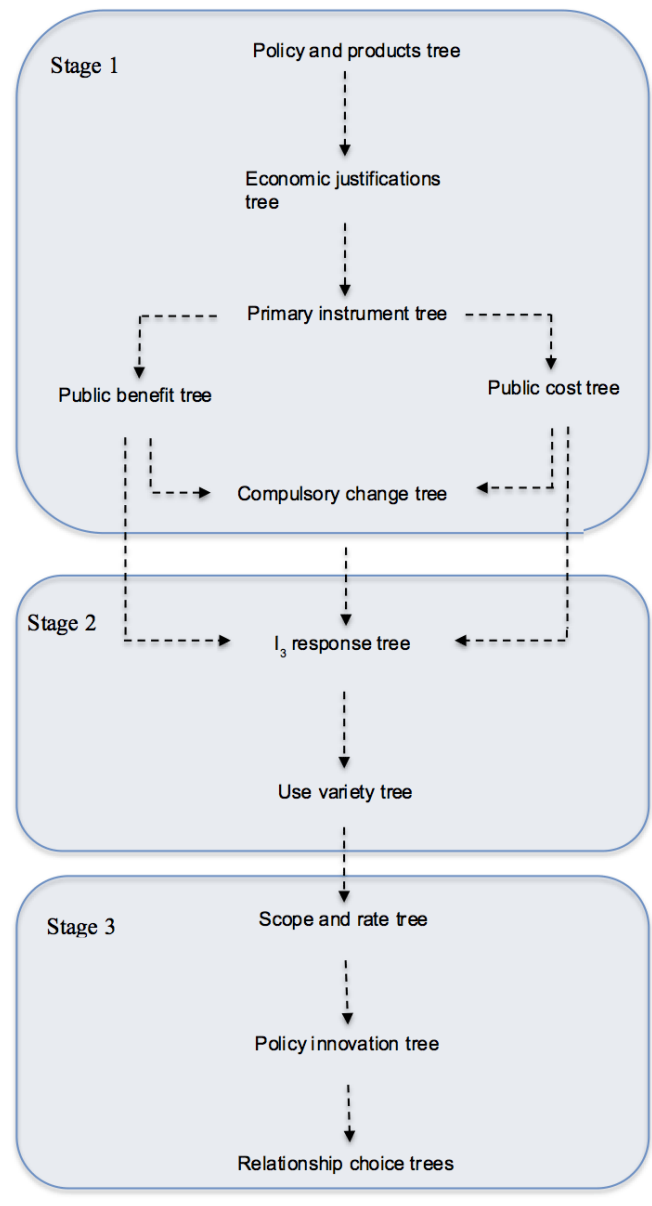 Stage 1
Policy and products tree
Economic justifications
tree
Primary instrument tree
Public benefit tree
Public cost tree
Compulsory change tree
Stage 2
I3 response tree
Use variety tree
Stage 3
Scope and rate tree
Policy innovation tree
Relationship choice trees